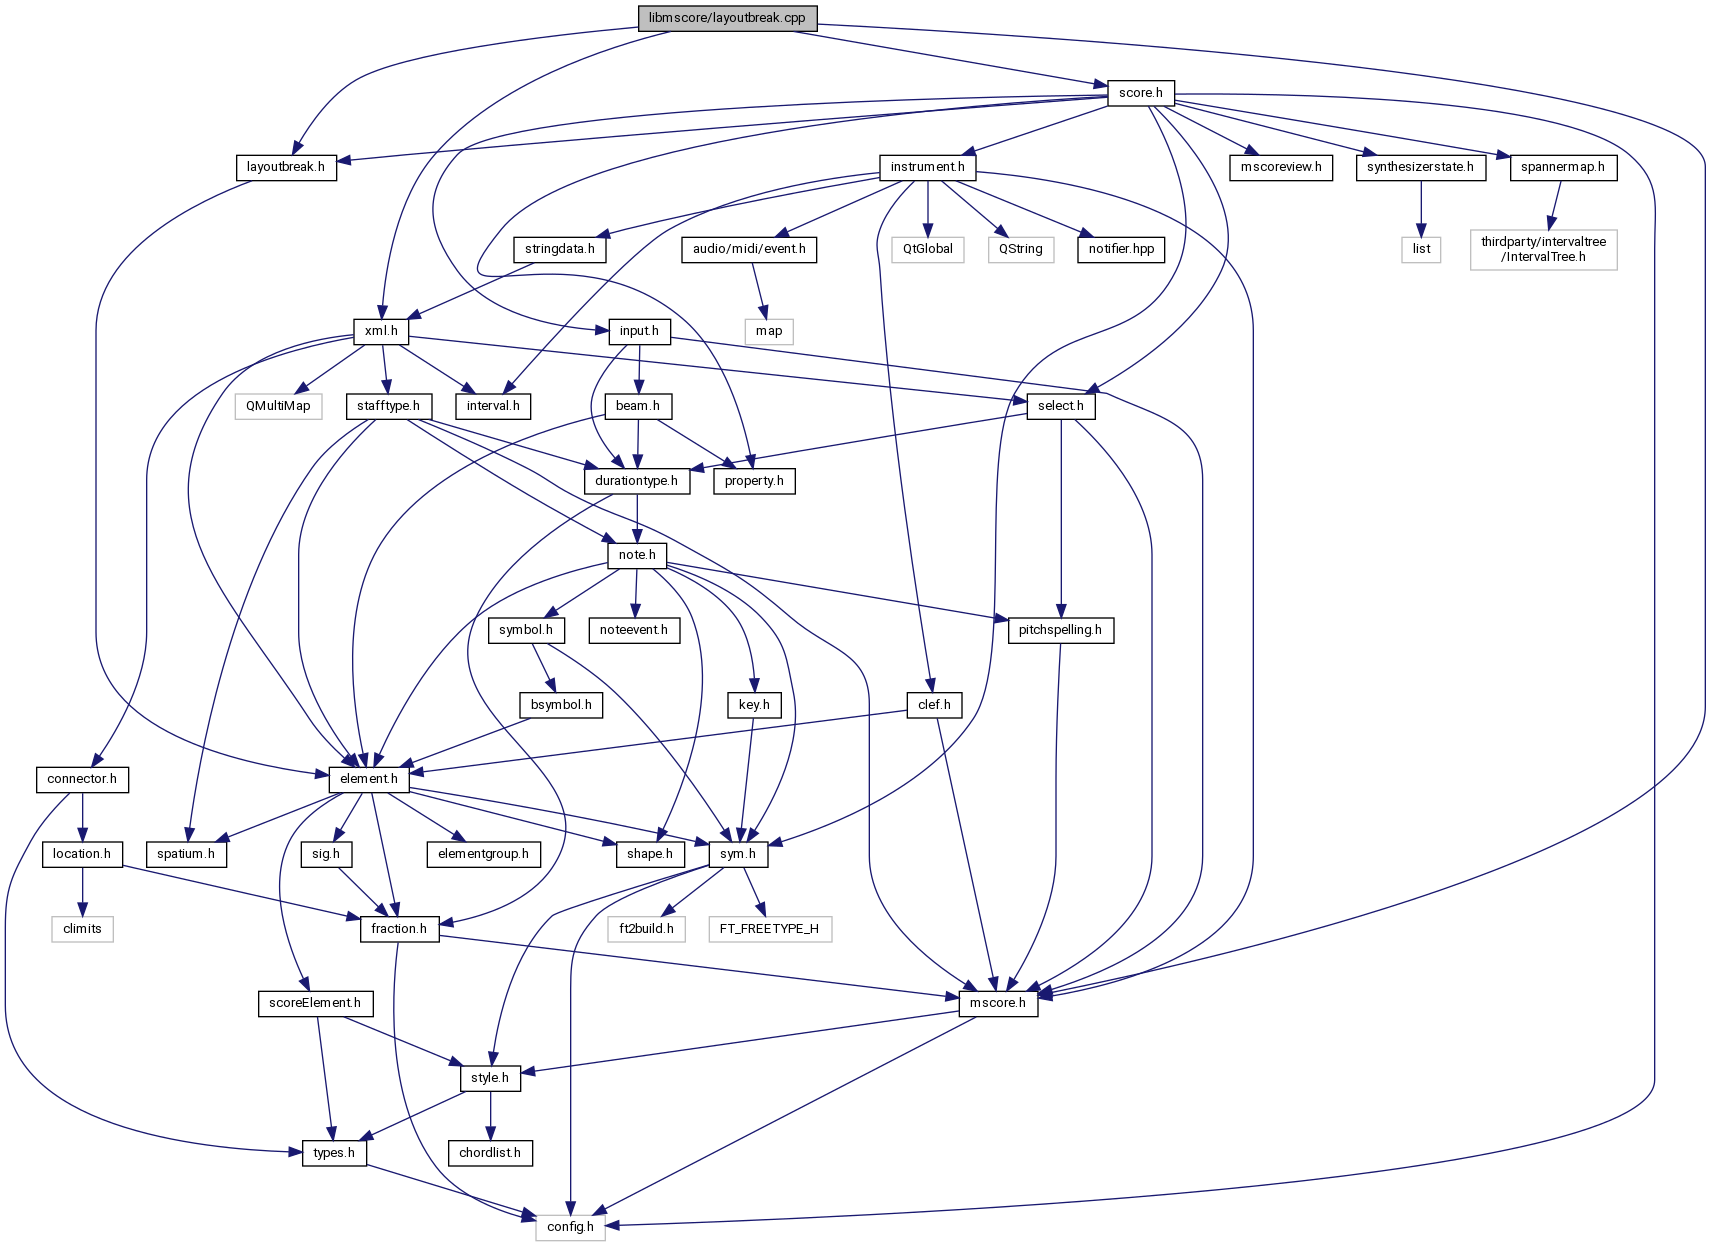 libmscore/layoutbreak.cpp
score.h
layoutbreak.h
instrument.h
mscoreview.h
synthesizerstate.h
spannermap.h
stringdata.h
audio/midi/event.h
QtGlobal
QString
notifier.hpp
list
thirdparty/intervaltree
/IntervalTree.h
xml.h
input.h
map
QMultiMap
stafftype.h
interval.h
beam.h
select.h
durationtype.h
property.h
note.h
symbol.h
noteevent.h
pitchspelling.h
bsymbol.h
key.h
clef.h
connector.h
element.h
location.h
spatium.h
sig.h
elementgroup.h
shape.h
sym.h
climits
fraction.h
ft2build.h
FT_FREETYPE_H
scoreElement.h
mscore.h
style.h
types.h
chordlist.h
config.h